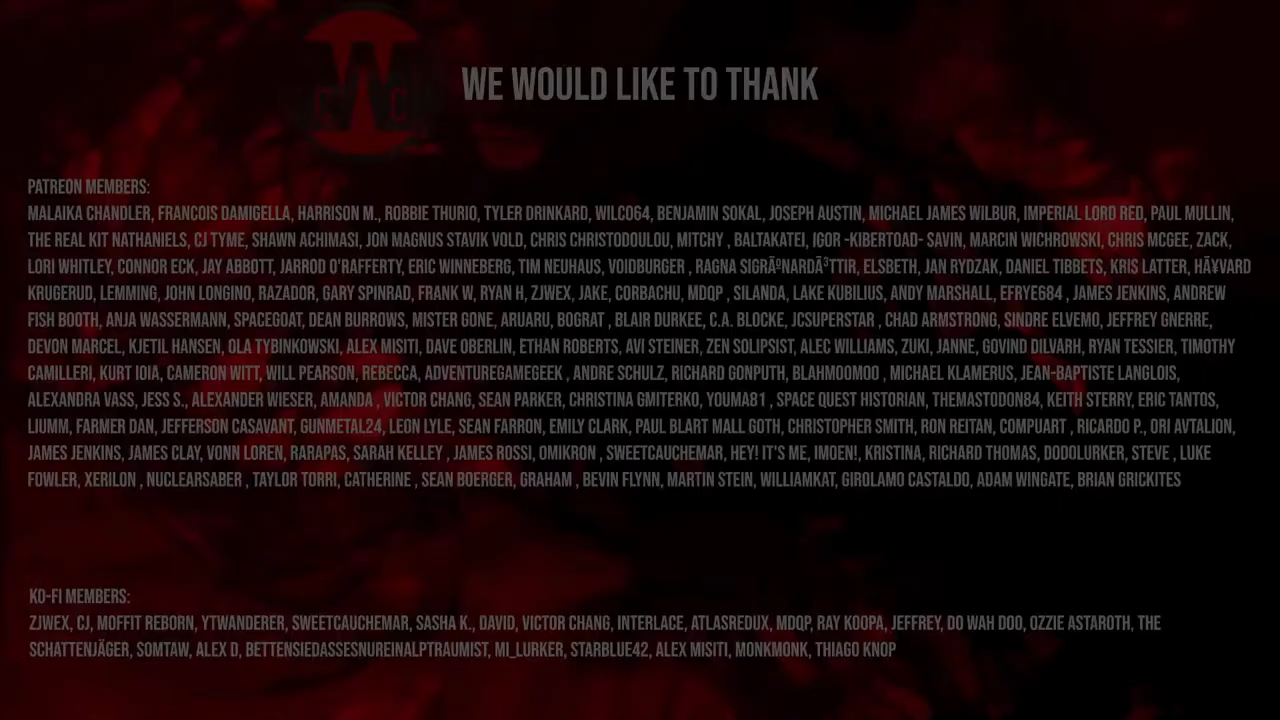 WE WOULD LIKE TO THANK
PATREON MEMBERS:
MALAIKA CHANDLER, FRANCOIS DAMIGELLA, HARRISON M., ROBBIE THURIO, TYLER DRINKARD, WILCO64, BENJAMIN SOKAL, JOSEPH AUSTIN, MICHAEL JAMES WILBUR, IMPERIAL LORD RED, PAUL MULLIN,
THE REAL KIT NATHANIELS, CJ TYME, SHAWN ACHIMASI, JON MAGNUS STAVIK VOLD, CHRIS CHRISTODOULOU, MITCHY , BALTAKATEI, IGOR -KIBERTOAD- SAVIN, MARCIN WICHROWSKI, CHRIS MCGEE, ZACK,
LORI WHITLEY, CONNOR ECK, JAY ABBOTT, JARROD O'RAFFERTY, ERIC WINNEBERG, TIM NEUHAUS, VOIDBURGER , RAGNA SIGRÃºNARDÃ³TTIR, ELSBETH, JAN RYDZAK, DANIEL TIBBETS, KRIS LATTER, HÃ¥VARD
KRUGERUD, LEMMING, JOHN LONGINO, RAZADOR, GARY SPINRAD, FRANK W, RYAN H, ZJWEX, JAKE, CORBACHU, MDQP , SILANDA, LAKE KUBILIUS, ANDY MARSHALL, EFRYE684 , JAMES JENKINS, ANDREW
FISH BOOTH, ANJA WASSERMANN, SPACEGOAT, DEAN BURROWS, MISTER GONE, ARUARU, BOGRAT , BLAIR DURKEE, C.A. BLOCKE, JCSUPERSTAR , CHAD ARMSTRONG, SINDRE ELVEMO, JEFFREY GNERRE,
DEVON MARCEL, KJETIL HANSEN, OLA TYBINKOWSKI, ALEX MISITI, DAVE OBERLIN, ETHAN ROBERTS, AVI STEINER, ZEN SOLIPSIST, ALEC WILLIAMS, ZUKI, JANNE, GOVIND DILVARH, RYAN TESSIER, TIMOTHY
CAMILLERI, KURT IOIA, CAMERON WITT, WILL PEARSON, REBECCA, ADVENTUREGAMEGEEK , ANDRE SCHULZ, RICHARD GONPUTH, BLAHMOOMOO , MICHAEL KLAMERUS, JEAN-BAPTISTE LANGLOIS,
ALEXANDRA VASS, JESS S., ALEXANDER WIESER, AMANDA , VICTOR CHANG, SEAN PARKER, CHRISTINA GMITERKO, YOUMA81 , SPACE QUEST HISTORIAN, THEMASTODON84, KEITH STERRY, ERIC TANTOS,
LIUMM, FARMER DAN, JEFFERSON CASAVANT, GUNMETAL24, LEON LYLE, SEAN FARRON, EMILY CLARK, PAUL BLART MALL GOTH, CHRISTOPHER SMITH, RON REITAN, COMPUART , RICARDO P., ORI AVTALION,
JAMES JENKINS, JAMES CLAY, VONN LOREN, RARAPAS, SARAH KELLEY , JAMES ROSSI, OMIKRON , SWEETCAUCHEMAR, HEY! IT'S ME, IMOEN!, KRISTINA, RICHARD THOMAS, DODOLURKER, STEVE , LUKE
FOWLER, XERILON , NUCLEARSABER , TAYLOR TORRI, CATHERINE , SEAN BOERGER, GRAHAM , BEVIN FLYNN, MARTIN STEIN, WILLIAMKAT, GIROLAMO CASTALDO, ADAM WINGATE, BRIAN GRICKITES
KO-FI MEMBERS:
ZJWEX, CJ, MOFFIT REBORN, YTWANDERER, SWEETCAUCHEMAR, SASHA K., DAVID, VICTOR CHANG, INTERLACE, ATLASREDUX, MDQP, RAY KOOPA, JEFFREY, DO WAH DOO, OZZIE ASTAROTH, THE
SCHATTENJÄGER, SOMTAW, ALEX D, BETTENSIEDASSESNUREINALPTRAUMIST, MI_LURKER, STARBLUE42, ALEX MISITI, MONKMONK, THIAGO KNOP